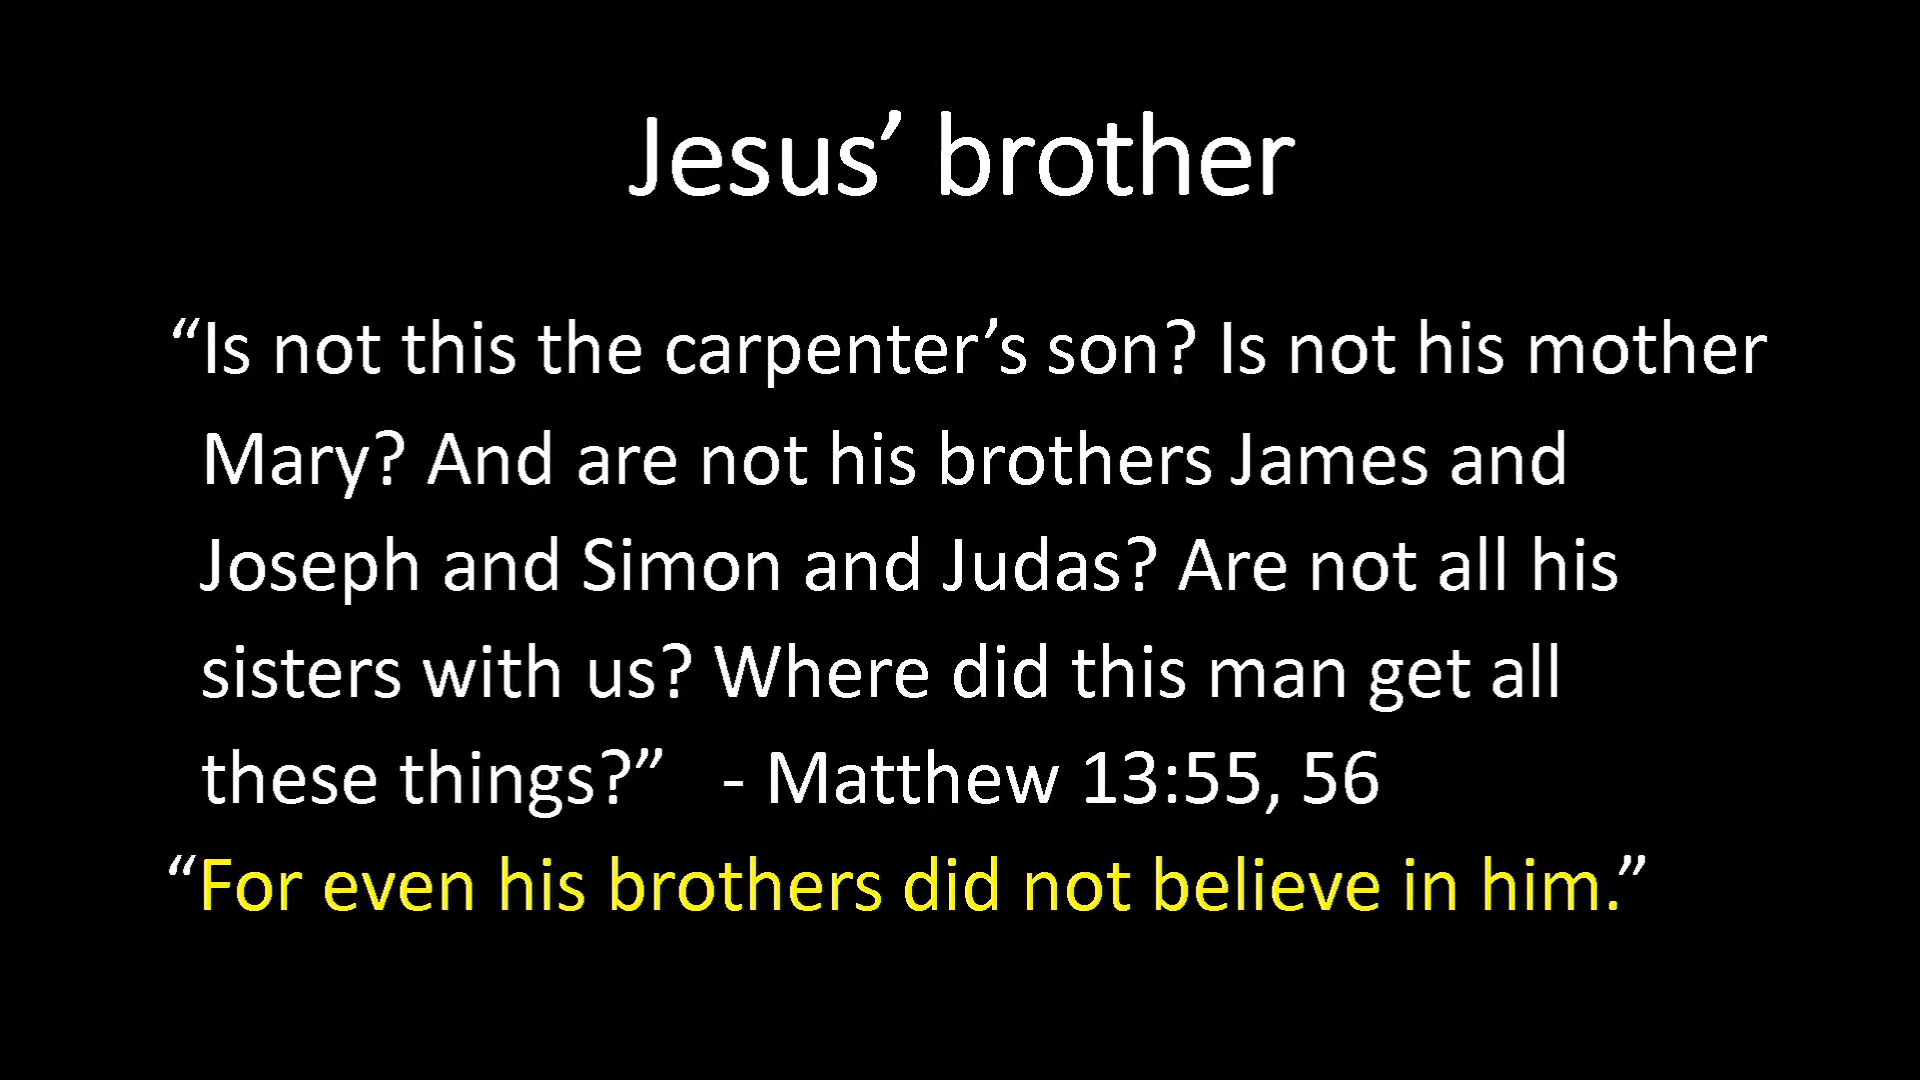 Jesus’ brother
“Is not this the carpenter’s son? Is not his mother
Mary? And are not his brothers James and
Joseph and Simon and Judas? Are not all his
sisters with us? Where did this man get all
these things?” - Matthew 13:55, 56
“For even his brothers did not believe in him.”